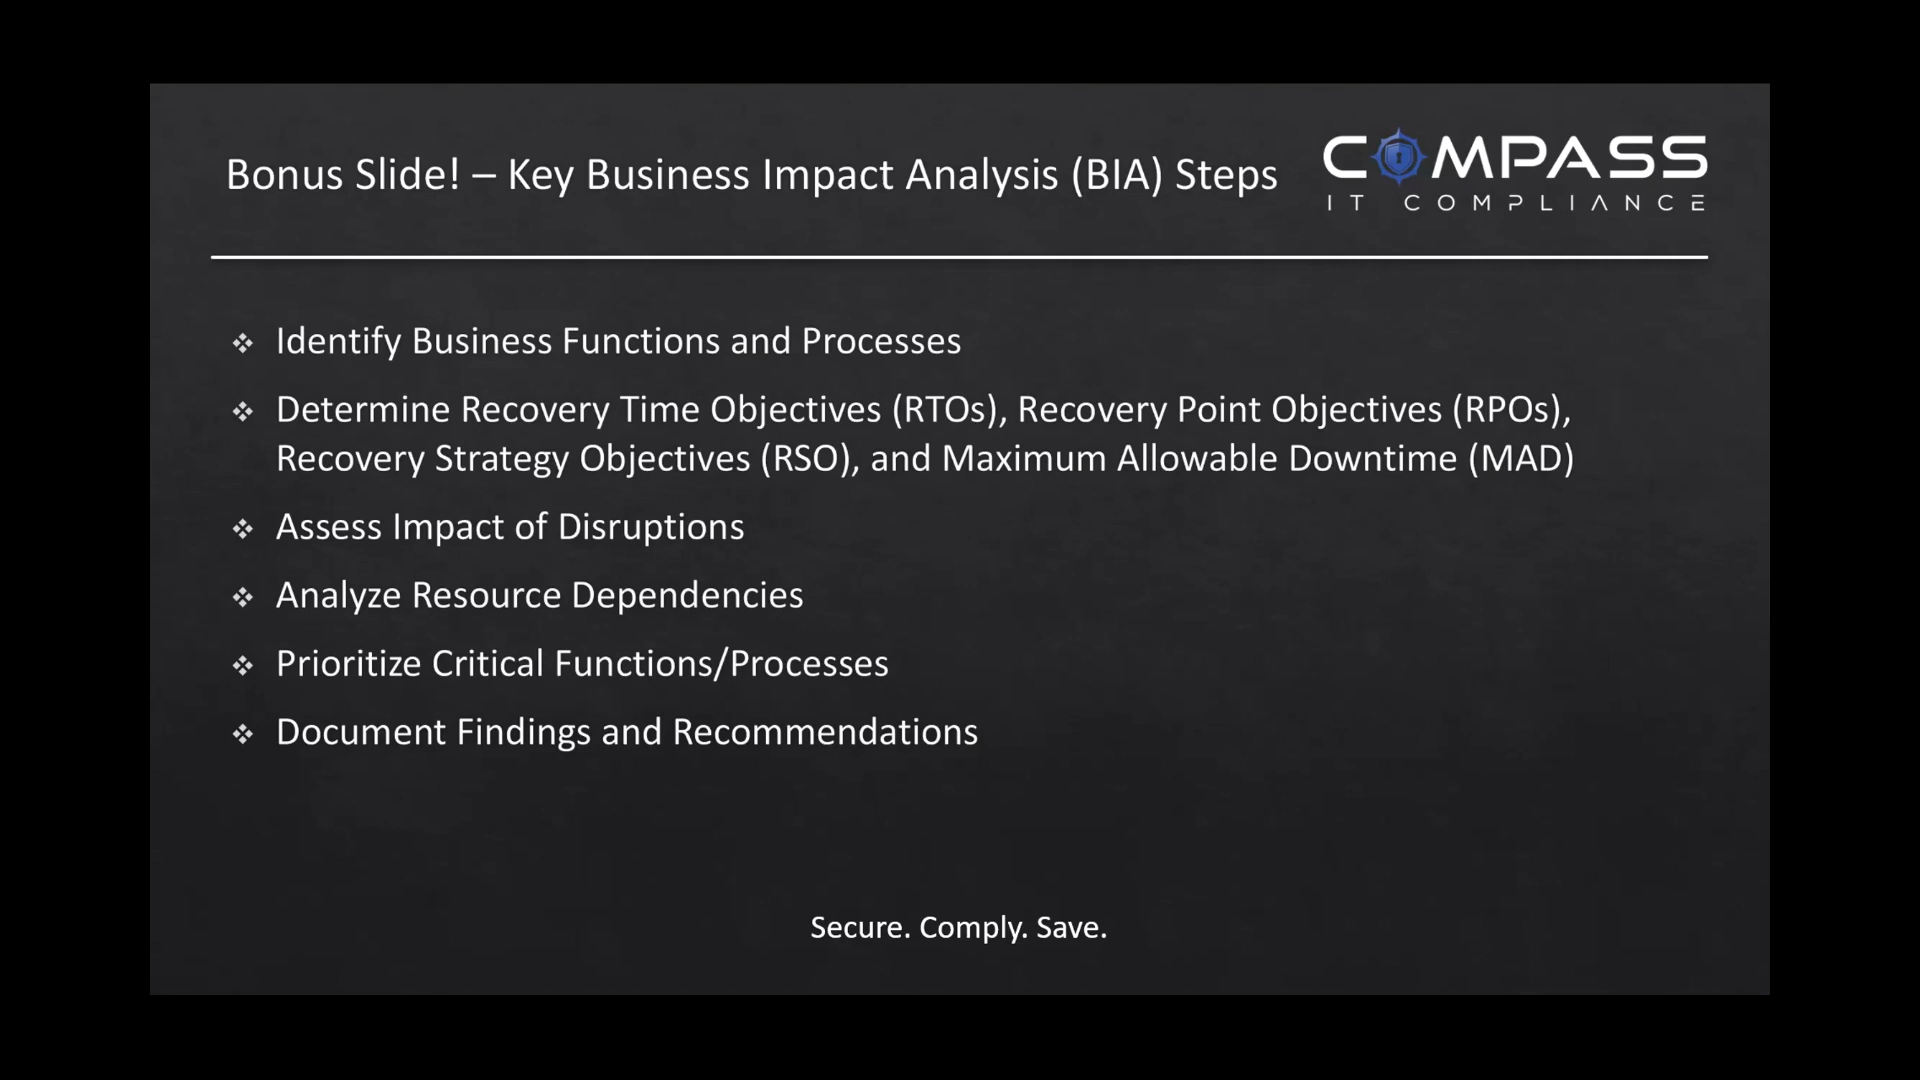 Bonus Slide! – Key Business Impact Analysis (BIA) Steps
COMPASS
IT COMPLIANCE
❖ Identify Business Functions and Processes
❖ Determine Recovery Time Objectives (RTOs), Recovery Point Objectives (RPOs),
Recovery Strategy Objectives (RSO), and Maximum Allowable Downtime (MAD)
❖ Assess Impact of Disruptions
❖ Analyze Resource Dependencies
❖ Prioritize Critical Functions/Processes
❖ Document Findings and Recommendations
Secure. Comply. Save.